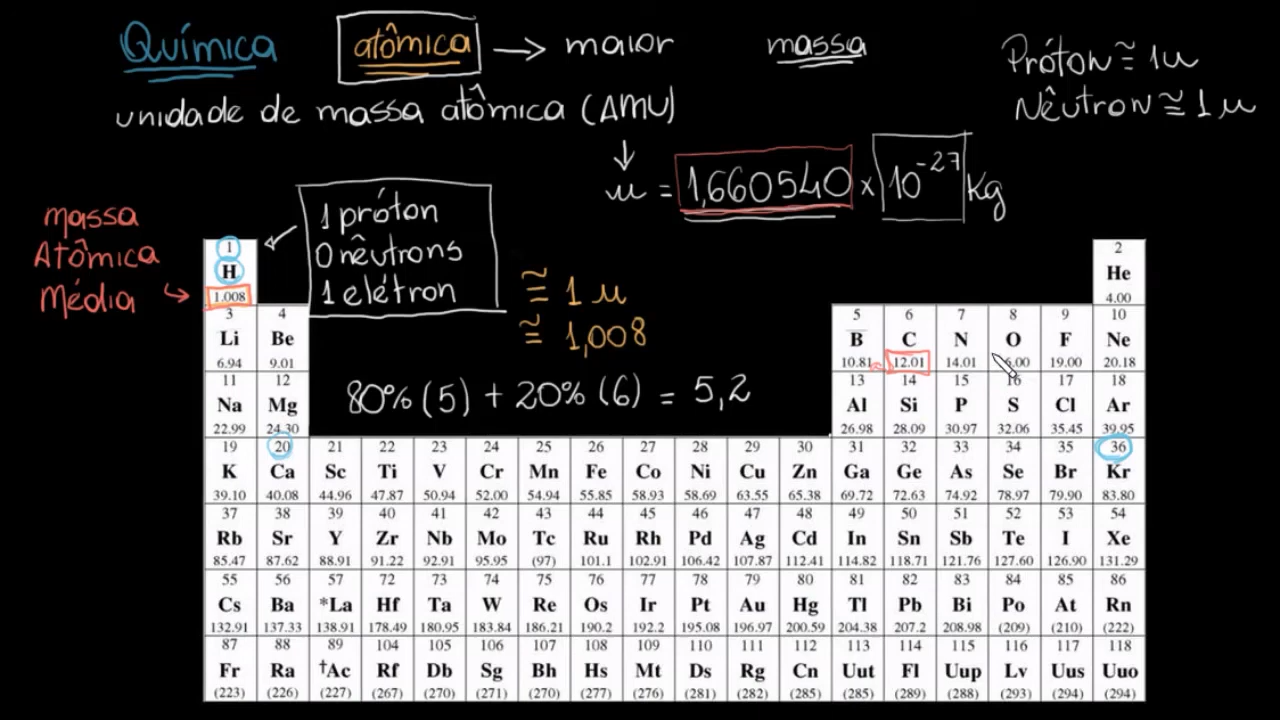 Química atômica → maior massa
Próton ≅ 1u
unidade de massa atômica (AMU)
Nêutron ≅ 1u
u = 1,660540 × 10⁻²⁷ kg
massa
Atômica
Média →
1 próton
0 nêutrons
1 elétron
≅ 1 u
≅ 1,008
80% (5) + 20% (6) = 5,2
1 2
H He
1.008 4.00
3 4 5 6 7 8 9 10
Li Be B C N O F Ne
6.94 9.01 10.81 12.01 14.01 6.00 19.00 20.18
11 12 13 14 15 16 17 18
Na Mg Al Si P S Cl Ar
22.99 24.30 26.98 28.09 30.97 32.06 35.45 39.95
19 20 21 22 23 24 25 26 27 28 29 30 31 32 33 34 35 36
K Ca Sc Ti V Cr Mn Fe Co Ni Cu Zn Ga Ge As Se Br Kr
39.10 40.08 44.96 47.87 50.94 52.00 54.94 55.85 58.93 58.69 63.55 65.38 69.72 72.63 74.92 78.97 79.90 83.80
37 38 39 40 42 43 41 44 45 46 47 48 49 50 51 52 53 54
Rb Sr Y Zr Nb Mo Tc Ru Rh Pd Ag Cd In Sn Sb Te I Xe
85.47 87.62 88.91 91.22 92.91 95.95 (97) 101.1 102.91 106.42 107.87 112.41 114.82 118.71 121.76 127.60 126.90 131.29
55 56 57 72 73 74 75 76 77 78 79 80 81 82 83 84 85 86
Cs Ba *La Hf Ta W Re Os Ir Pt Au Hg Tl Pb Bi Po At Rn
132.91 137.33 138.91 178.49 180.95 183.84 186.21 190.2 192.2 195.08 196.97 200.59 204.38 207.2 208.98 (209) (210) (222)
87 88 89 104 105 106 107 108 109 110 111 112 113 114 115 116 117 118
Fr Ra †Ac Rf Db Sg Bh Hs Mt Ds Rg Cn Uut Fl Uup Lv Uus Uuo
(223) (226) (227) (267) (270) (271) (270) (277) (276) (281) (282) (285) (285) (289) (288) (293) (294) (294)